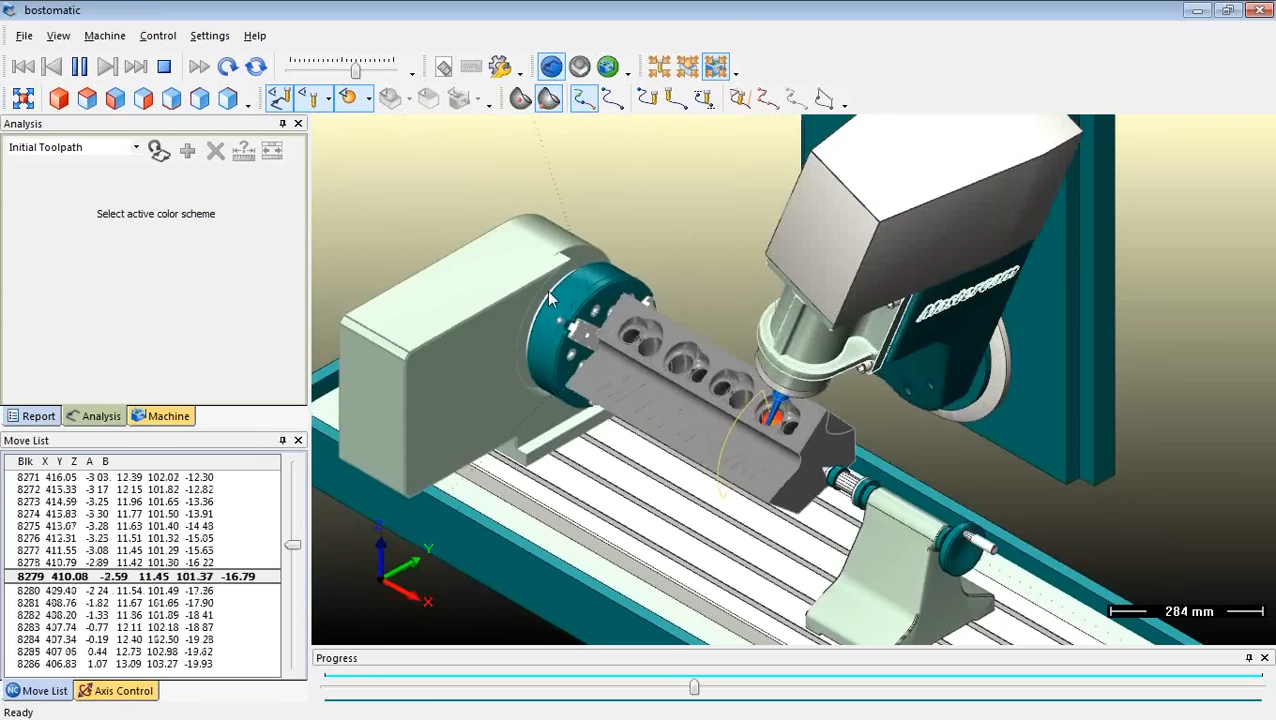 bostomatic
File View Machine Control Settings Help
Analysis
Initial Toolpath
Select active color scheme
Report Analysis Machine
Move List
Blk X Y Z A B
8271 416.05 -3.03 12.39 102.02 -12.30
8272 415.33 -3.17 12.15 101.82 -12.82
8273 414.59 -3.25 11.96 101.65 -13.36
8274 413.83 -3.30 11.77 101.50 -13.91
8275 413.07 -3.28 11.63 101.40 -14.48
8276 412.31 -3.23 11.51 101.32 -15.05
8277 411.55 -3.08 11.45 101.29 -15.63
8278 410.79 -2.89 11.42 101.30 -16.22
8279 410.08 -2.59 11.45 101.37 -16.79
8280 409.40 -2.24 11.54 101.49 -17.36
8281 408.76 -1.82 11.67 101.66 -17.90
8282 408.20 -1.33 11.86 101.89 -18.41
8283 407.74 -0.77 12.11 102.18 -18.87
8284 407.34 -0.19 12.40 102.50 -19.28
8285 407.05 0.44 12.73 102.88 -19.62
8286 406.83 1.07 13.09 103.27 -19.93
Move List Axis Control
Z
Y
X
284 mm
Progress
Ready